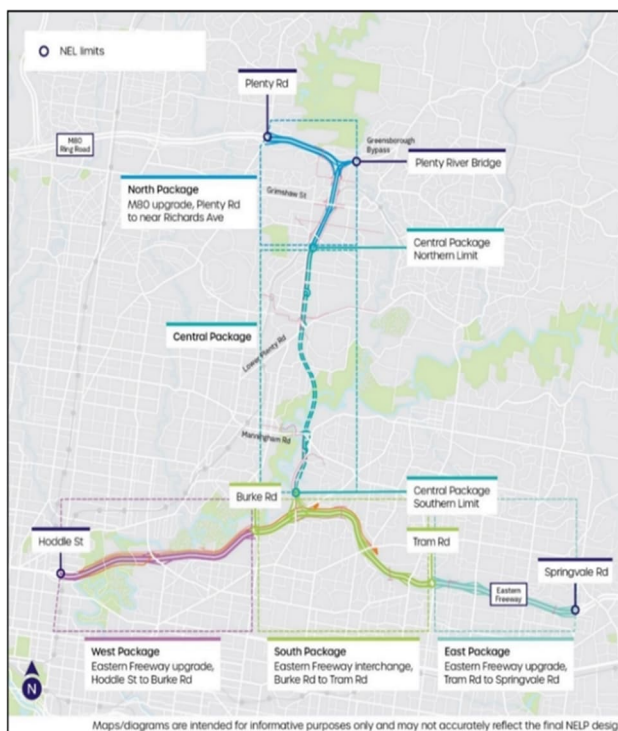 NEL limits
Plenty Rd
M80
Ring Road
Greensborough
Bypass
Plenty River Bridge
North Package
M80 upgrade, Plenty Rd
to near Richards Ave
Grimshaw St
Central Package
Northern Limit
Central Package
Lower Plenty Rd
Manningham Rd
Burke Rd
Central Package
Southern Limit
Hoddle St
Tram Rd
Springvale Rd
Eastern
Freeway
West Package
Eastern Freeway upgrade,
Hoddle St to Burke Rd
South Package
Eastern Freeway interchange,
Burke Rd to Tram Rd
East Package
Eastern Freeway upgrade,
Tram Rd to Springvale Rd
N
Maps/diagrams are intended for informative purposes only and may not accurately reflect the final NELP desig